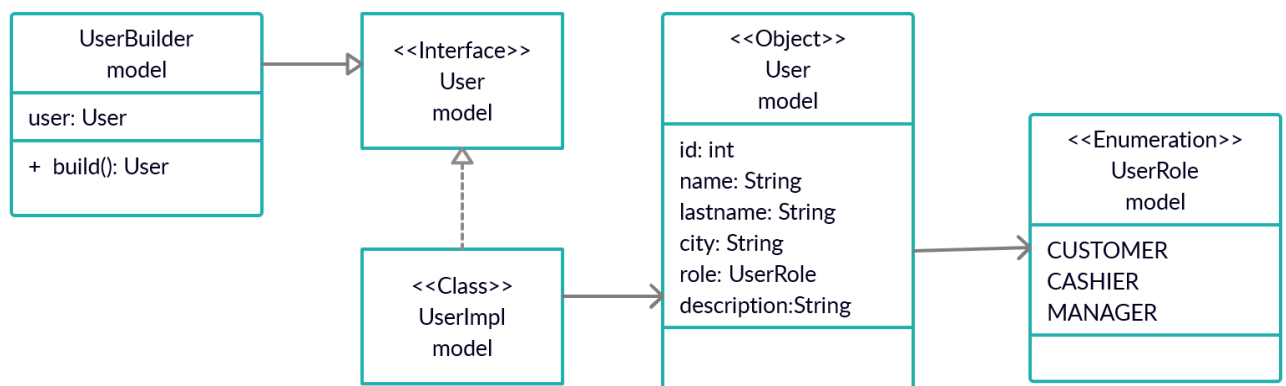 UserBuilder
model
user: User
+ build(): User
<<Interface>>
User
model
<<Class>>
UserImpl
model
<<Object>>
User
model
id: int
name: String
lastname: String
city: String
role: UserRole
description:String
<<Enumeration>>
UserRole
model
CUSTOMER
CASHIER
MANAGER